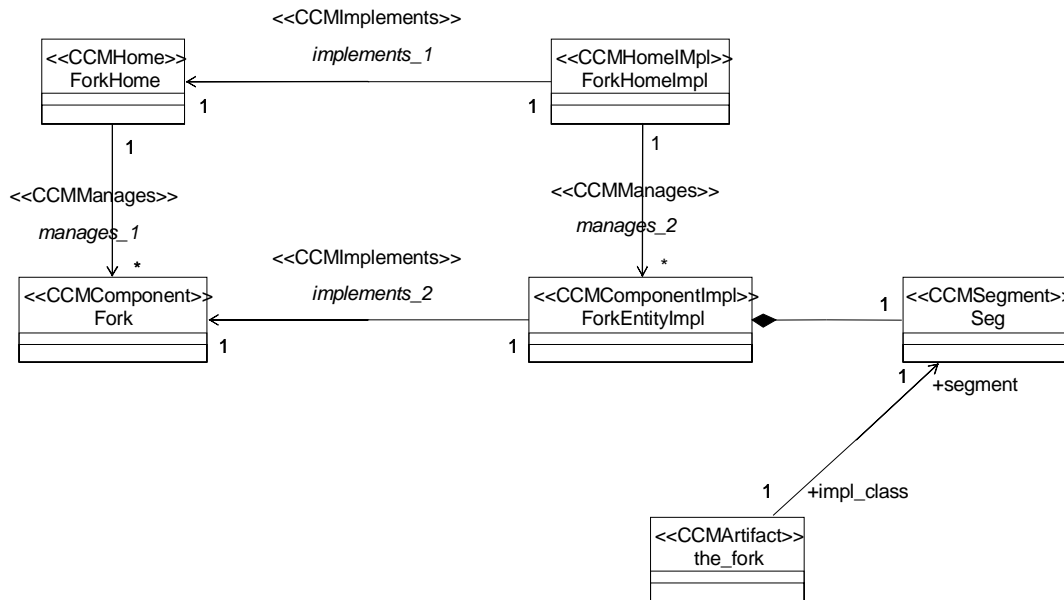 <<CCMImplements>>
implements_1
<<CCMHome>>
ForkHome
<<CCMHomeIMpl>>
ForkHomeImpl
1
1
1
1
<<CCMManages>>
manages_1
<<CCMManages>>
manages_2
*
*
<<CCMImplements>>
implements_2
<<CCMComponent>>
Fork
<<CCMComponentImpl>>
ForkEntityImpl
<<CCMSegment>>
Seg
1
1
1
1
+segment
1
+impl_class
<<CCMArtifact>>
the_fork